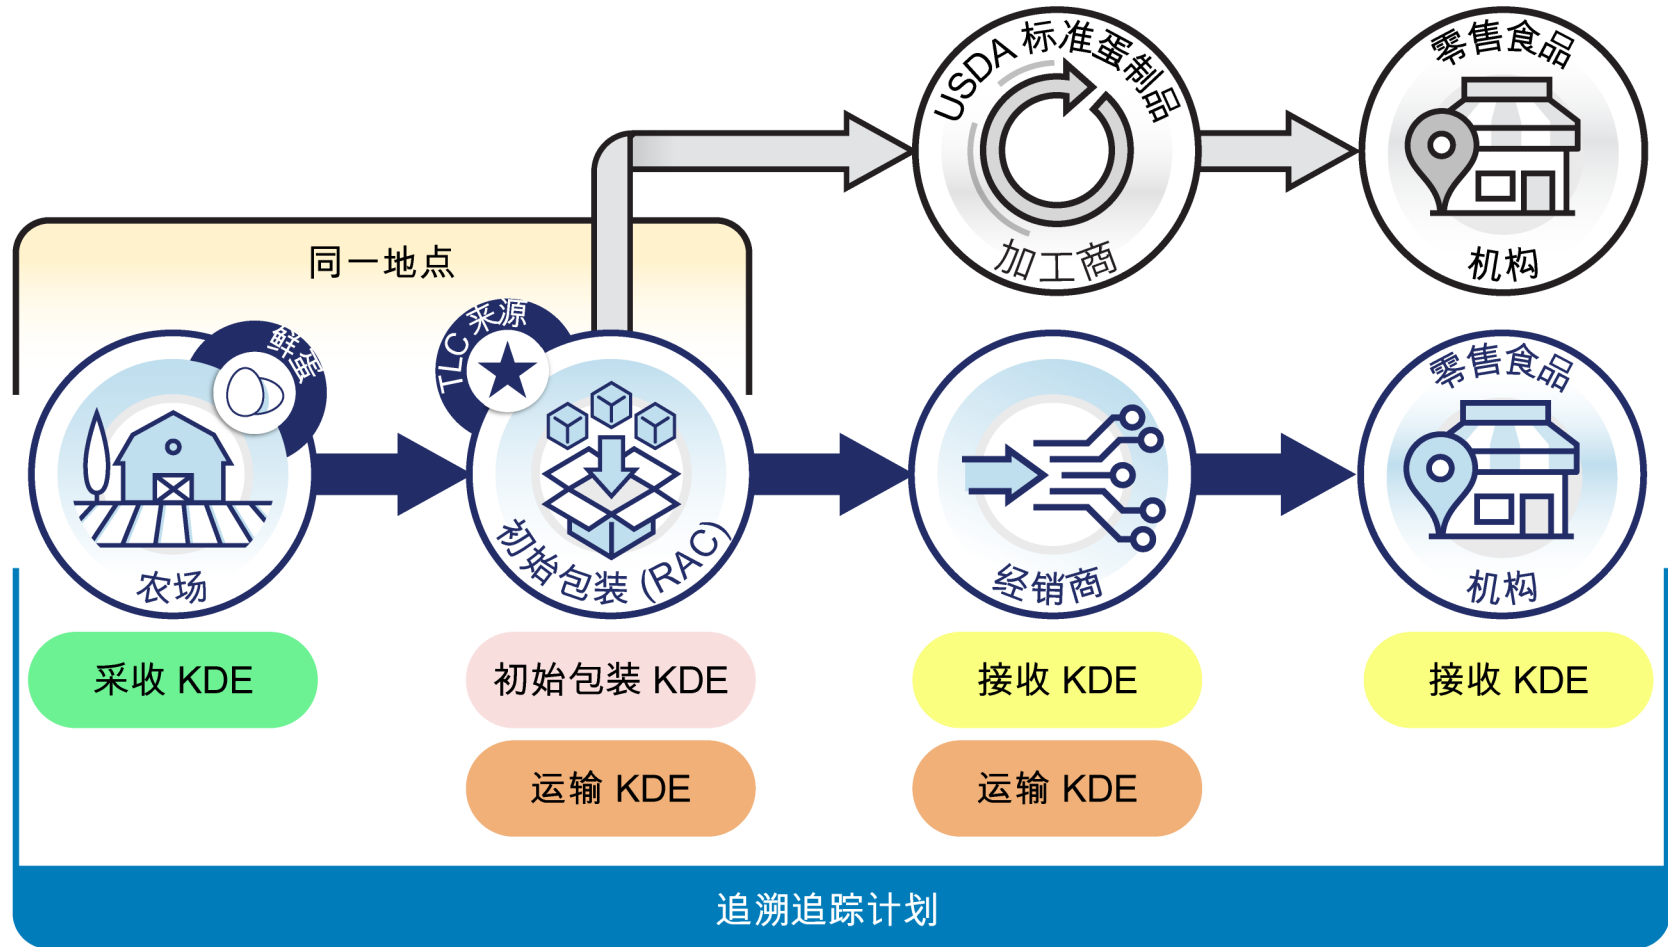 USDA 标准蛋制品
加工商
零售食品
机构
同一地点
鲜蛋
农场
TLC 来源
初始包装 (RAC)
经销商
零售食品
机构
采收 KDE
初始包装 KDE
接收 KDE
接收 KDE
运输 KDE
运输 KDE
追溯追踪计划